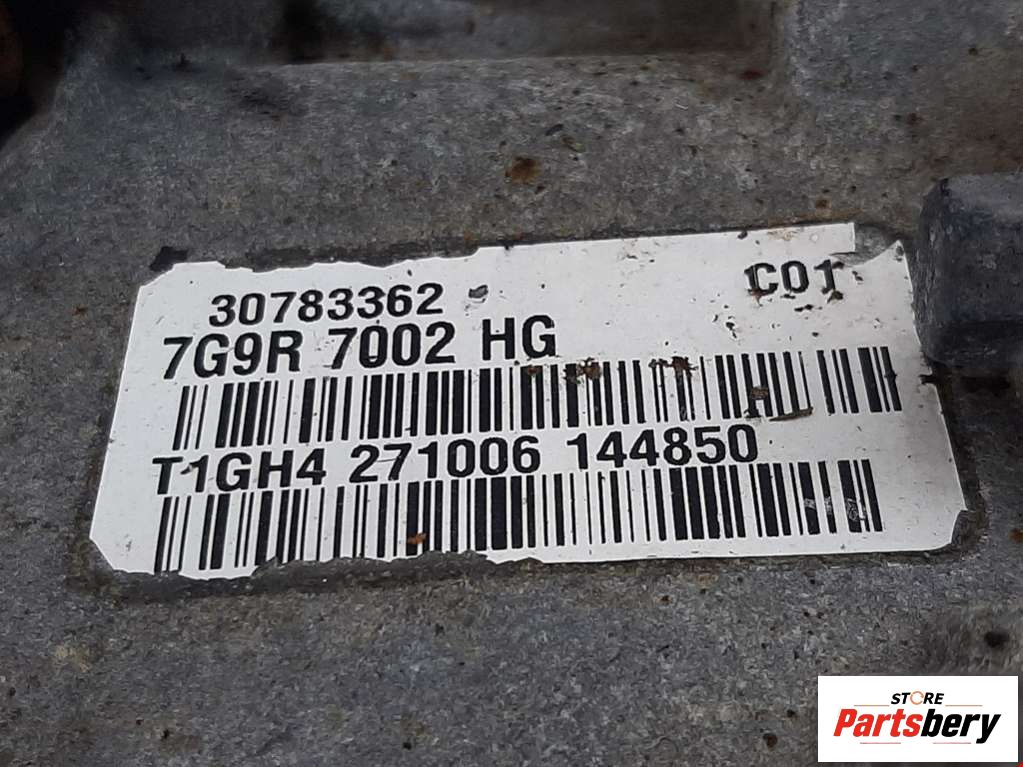 30783362 C01
7G9R 7002 HG
T1GH4 271006 144850
STORE
Partsbery